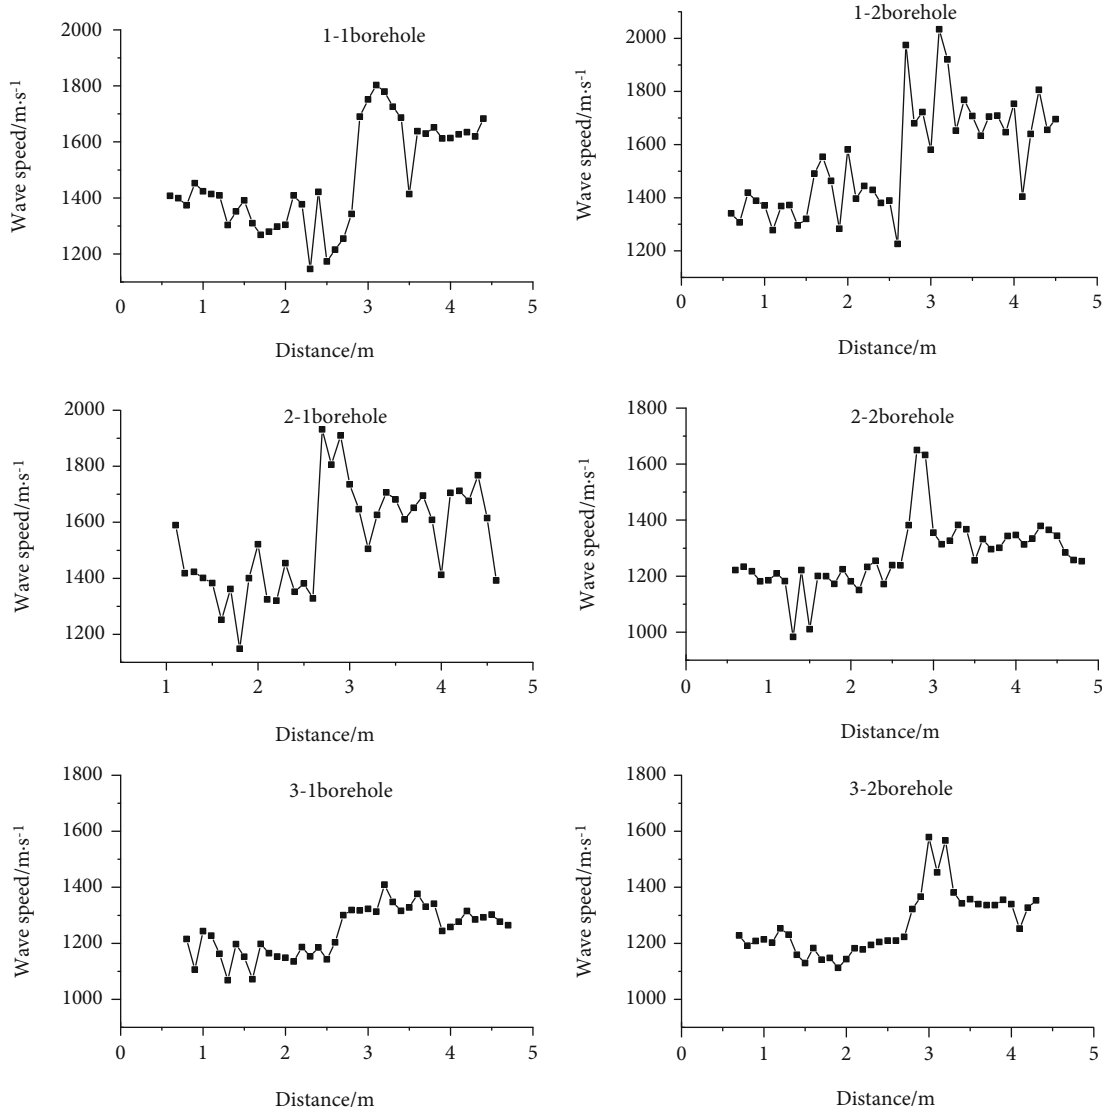 1-1borehole
Wave speed/m·s-1
2000
1800
1600
1400
1200
0 1 2 3 4 5
Distance/m
1-2borehole
Wave speed/m·s-1
2000
1800
1600
1400
1200
0 1 2 3 4 5
Distance/m
2-1borehole
Wave speed/m·s-1
2000
1800
1600
1400
1200
1 2 3 4 5
Distance/m
2-2borehole
Wave speed/m·s-1
1800
1600
1400
1200
1000
0 1 2 3 4 5
Distance/m
3-1borehole
Wave speed/m·s-1
1800
1600
1400
1200
1000
0 1 2 3 4 5
Distance/m
3-2borehole
Wave speed/m·s-1
1800
1600
1400
1200
1000
0 1 2 3 4 5
Distance/m